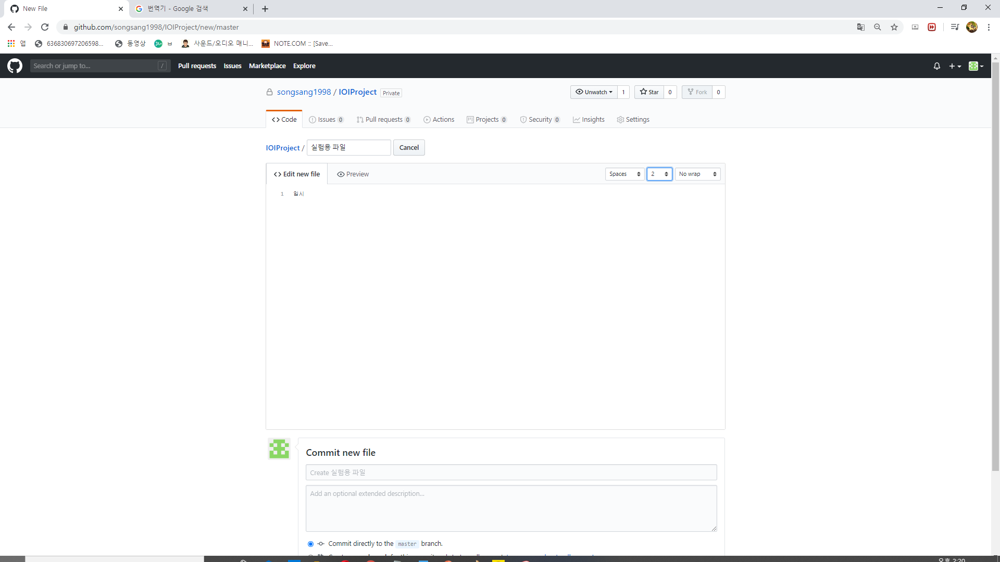 New File
번역기 - Google 검색
github.com/songsang1998/IOIProject/new/master
앱
636830697206598...
동영상
ㅂ
사운드/오디오 매니...
NOTE.COM :: [Save...
Search or jump to...
/
Pull requests
Issues
Marketplace
Explore
songsang1998 / IOIProject Private
Unwatch 1
Star 0
Fork 0
Code
Issues 0
Pull requests 0
Actions
Projects 0
Security 0
Insights
Settings
IOIProject / 실험용 파일 Cancel
Edit new file
Preview
Spaces
2
No wrap
1 일시
Commit new file
Create 실험용 파일
Add an optional extended description...
Commit directly to the master branch.
오후 2:20